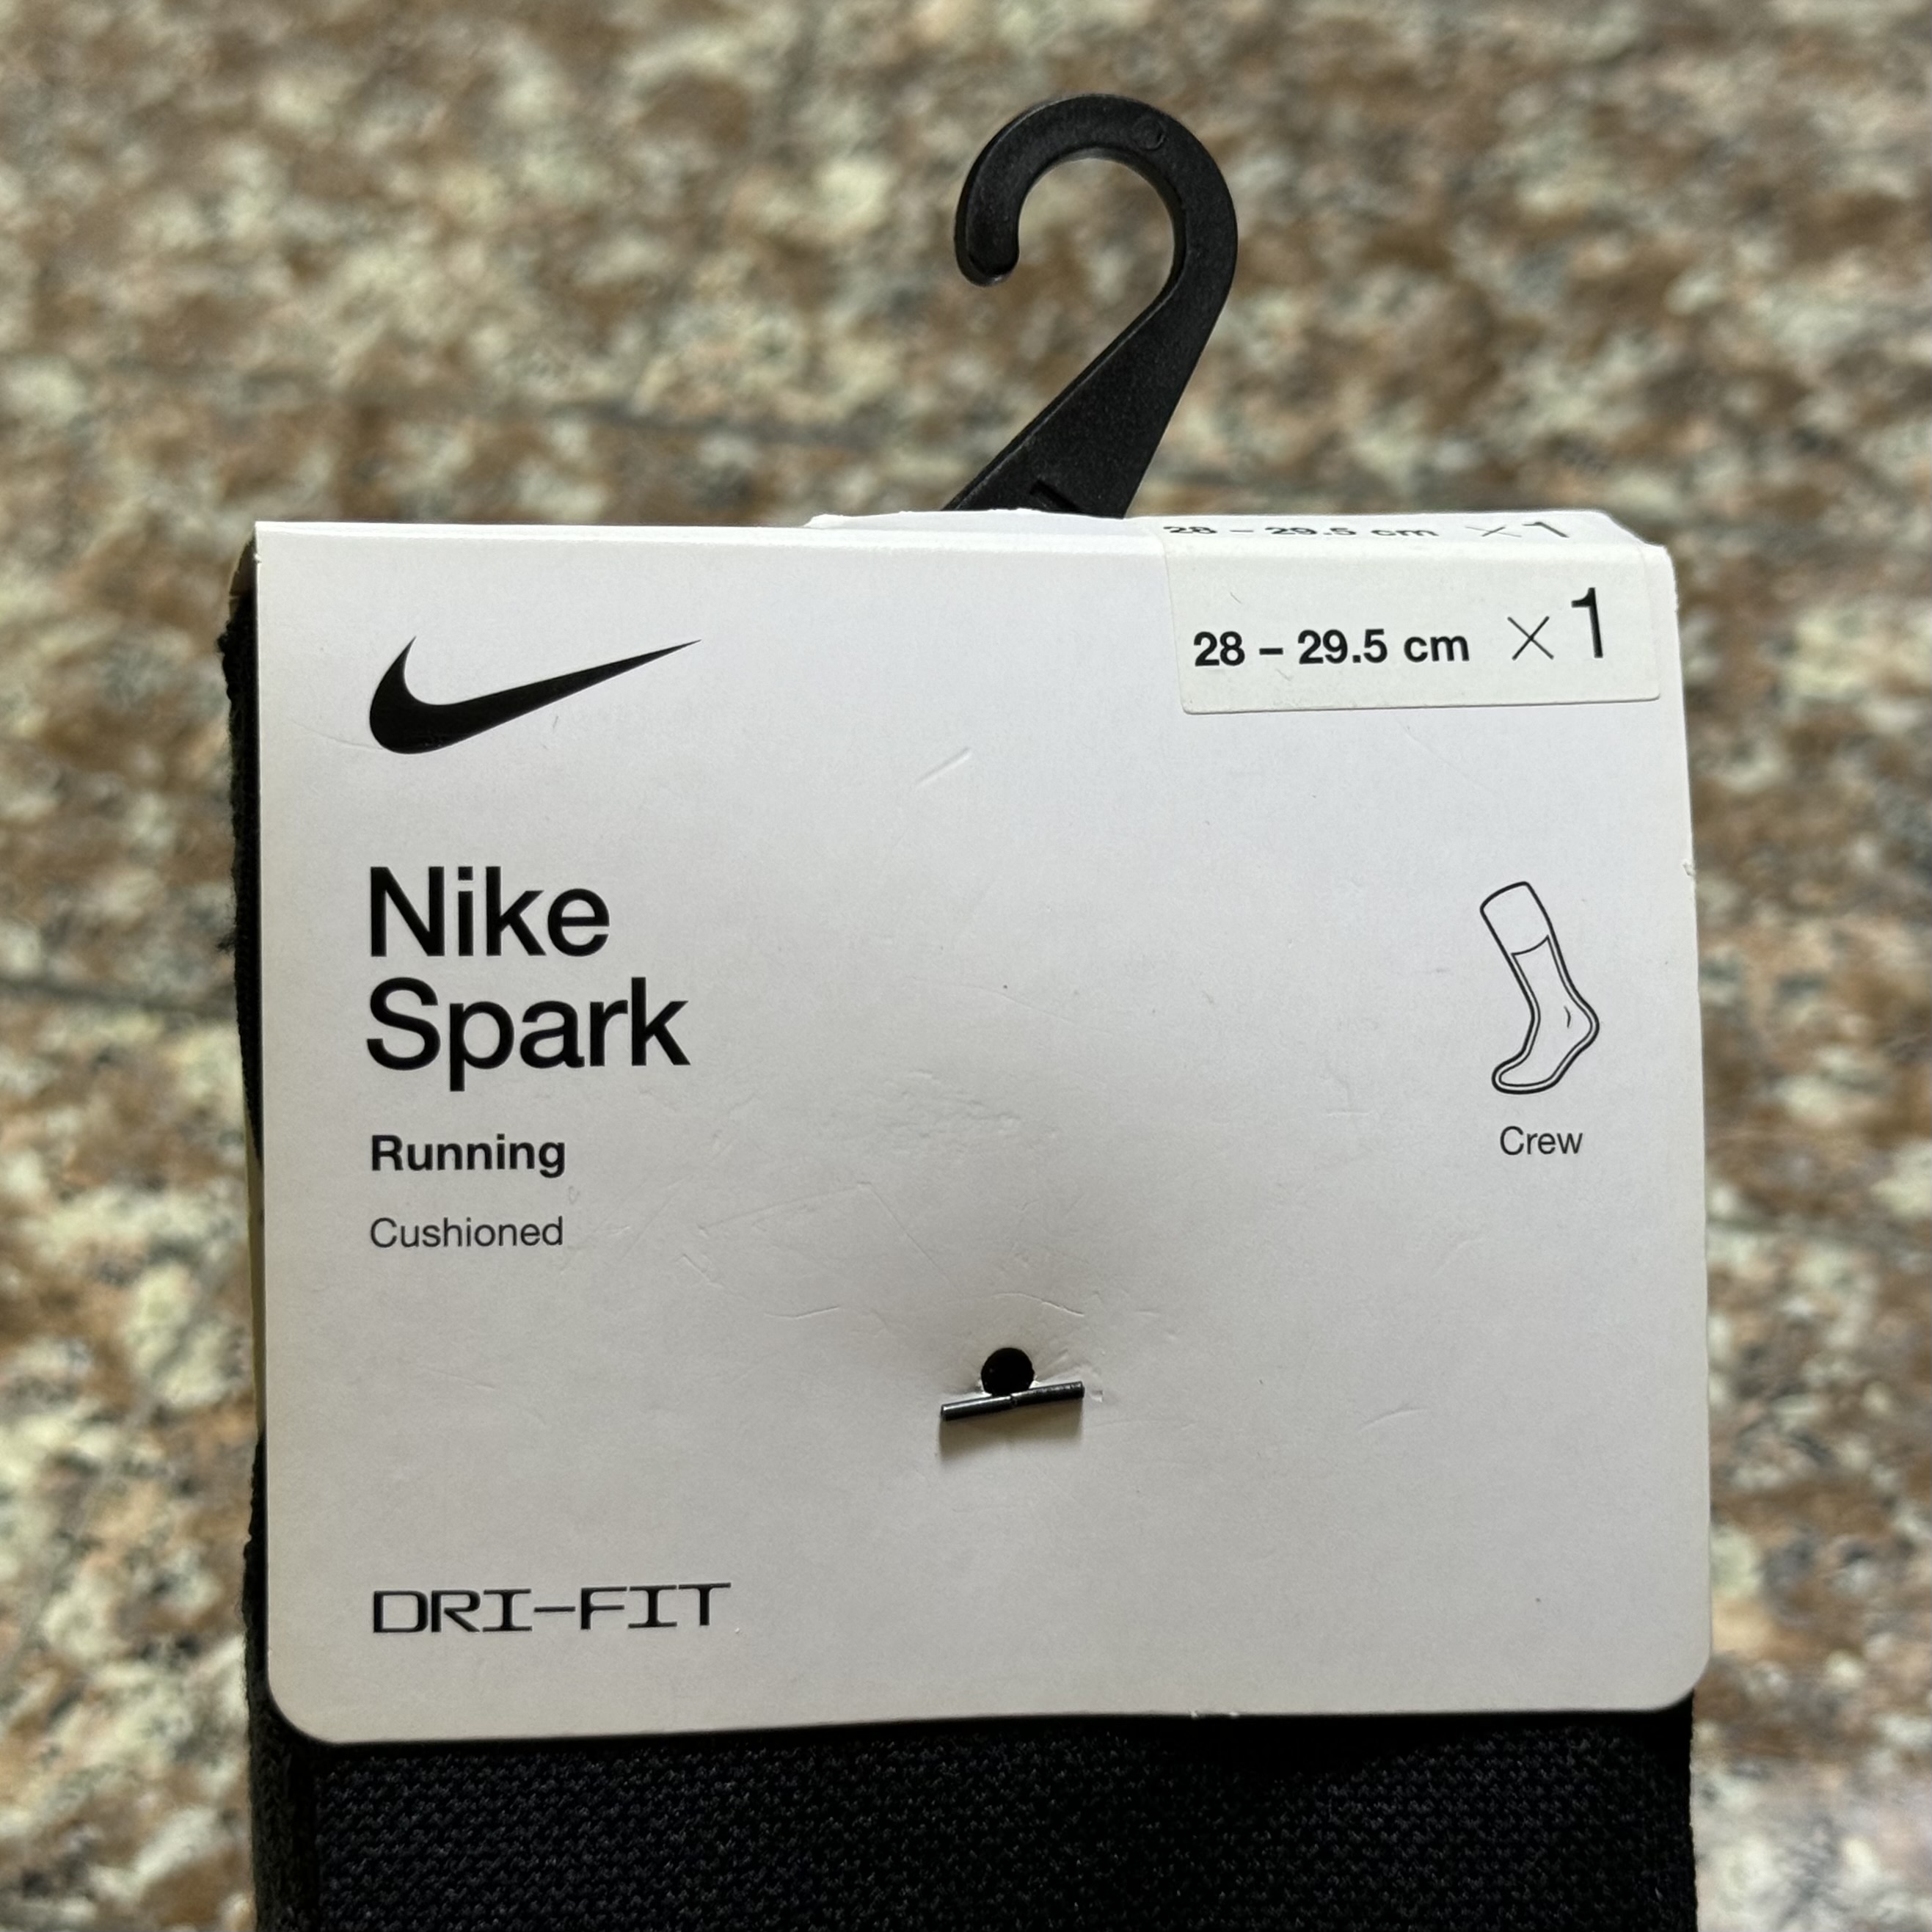 28 – 29.5 cm × 1
28 – 29.5 cm × 1
Nike
Spark
Running
Cushioned
Crew
DRI-FIT